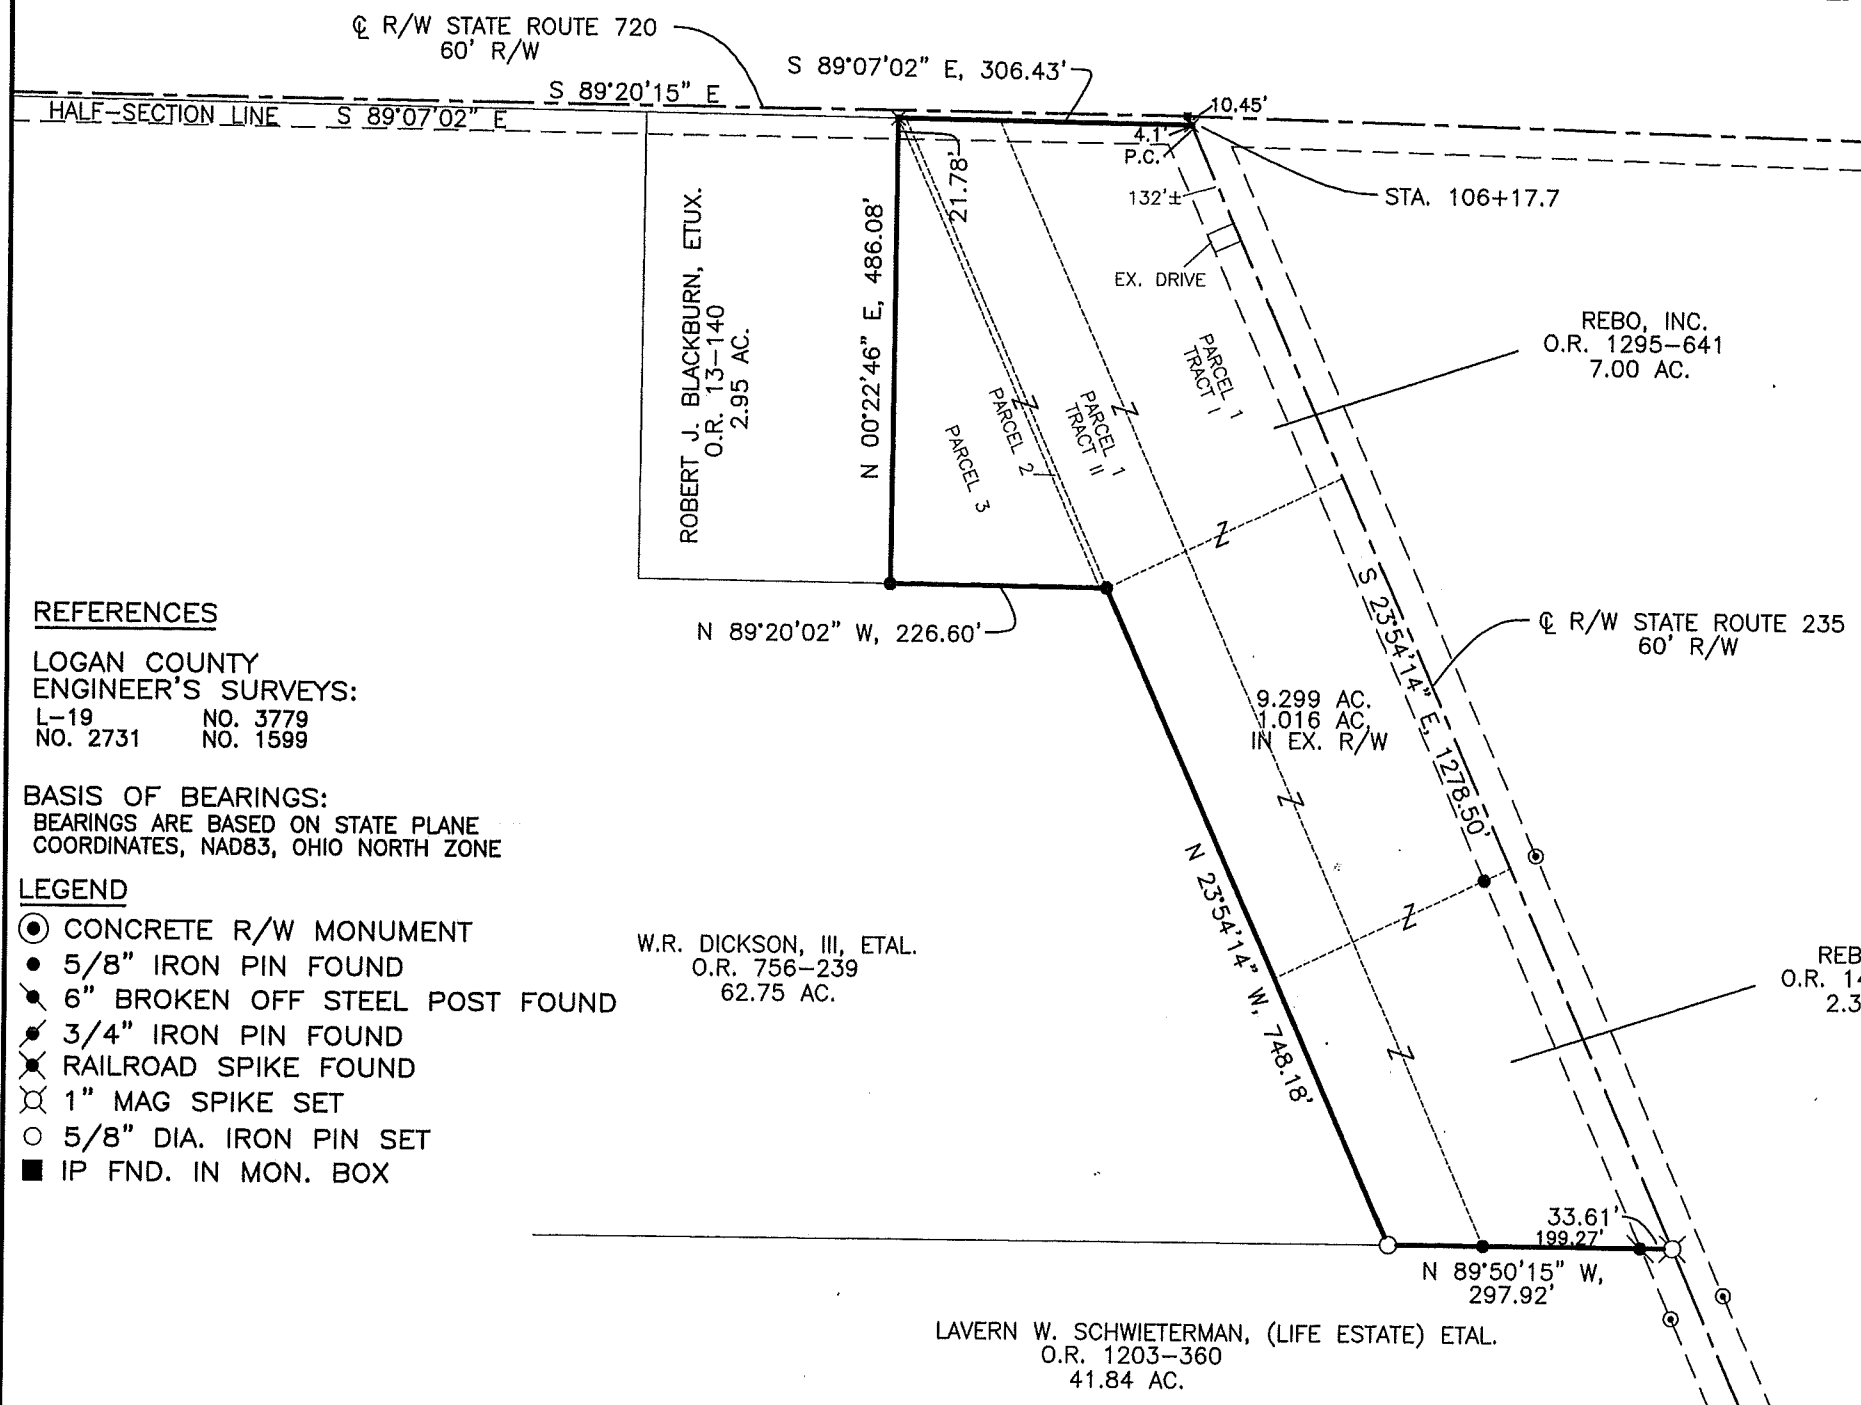 ℄ R/W STATE ROUTE 720
60' R/W
S 89°07'02" E, 306.43'
S 89°20'15" E
HALF-SECTION LINE S 89°07'02" E
10.45'
4.1'
P.C.
132'±
STA. 106+17.7
21.78'
EX. DRIVE
ROBERT J. BLACKBURN, ETUX.
O.R. 13-140
2.95 AC.
N 00°22'46" E, 486.08'
PARCEL 3
PARCEL 2
PARCEL 1
TRACT II
PARCEL 1
TRACT I
REBO, INC.
O.R. 1295-641
7.00 AC.
N 89°20'02" W, 226.60'
S 23°54'14" E, 1278.50'
℄ R/W STATE ROUTE 235
60' R/W
9.299 AC.
1.016 AC.
IN EX. R/W
REFERENCES
LOGAN COUNTY
ENGINEER'S SURVEYS:
L-19 NO. 3779
NO. 2731 NO. 1599
BASIS OF BEARINGS:
BEARINGS ARE BASED ON STATE PLANE
COORDINATES, NAD83, OHIO NORTH ZONE
LEGEND
CONCRETE R/W MONUMENT
5/8" IRON PIN FOUND
6" BROKEN OFF STEEL POST FOUND
3/4" IRON PIN FOUND
RAILROAD SPIKE FOUND
1" MAG SPIKE SET
5/8" DIA. IRON PIN SET
IP FND. IN MON. BOX
N 23°54'14" W, 748.18'
W.R. DICKSON, III, ETAL.
O.R. 756-239
62.75 AC.
REB
O.R. 14
2.3
33.61'
199.27'
N 89°50'15" W,
297.92'
LAVERN W. SCHWIETERMAN, (LIFE ESTATE) ETAL.
O.R. 1203-360
41.84 AC.